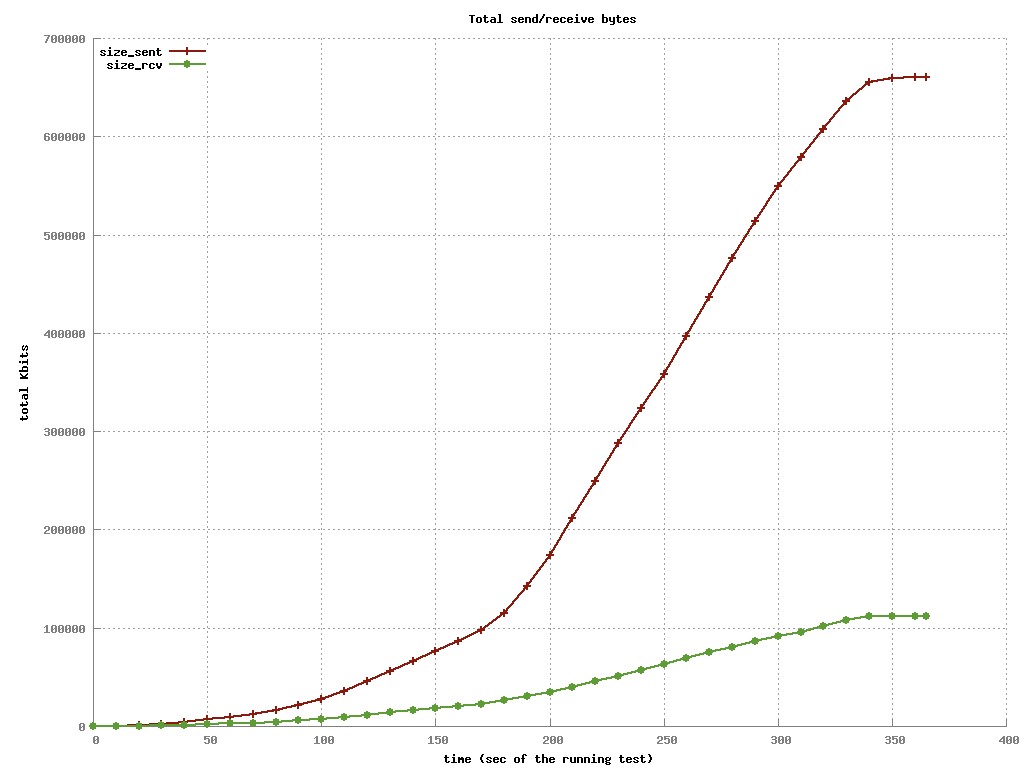 Total send/receive bytes
size_sent
size_rcv
700000
600000
500000
400000
300000
200000
100000
0
total Kbits
0 50 100 150 200 250 300 350 400
time (sec of the running test)